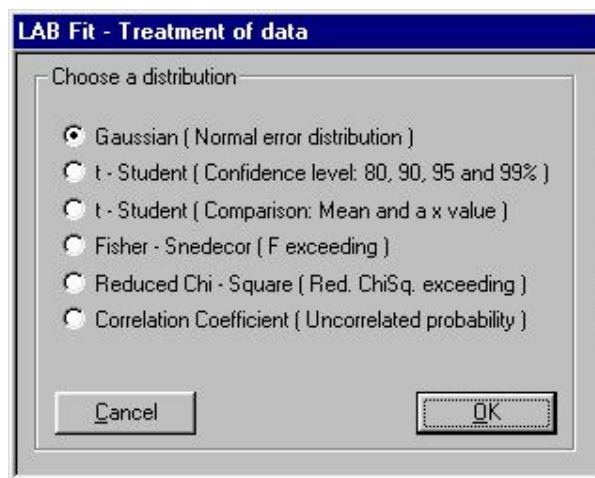 LAB Fit - Treatment of data
Choose a distribution
Gaussian ( Normal error distribution )
t - Student ( Confidence level: 80, 90, 95 and 99% )
t - Student ( Comparison: Mean and a x value )
Fisher - Snedecor ( F exceeding )
Reduced Chi - Square ( Red. ChiSq. exceeding )
Correlation Coefficient ( Uncorrelated probability )
Cancel OK